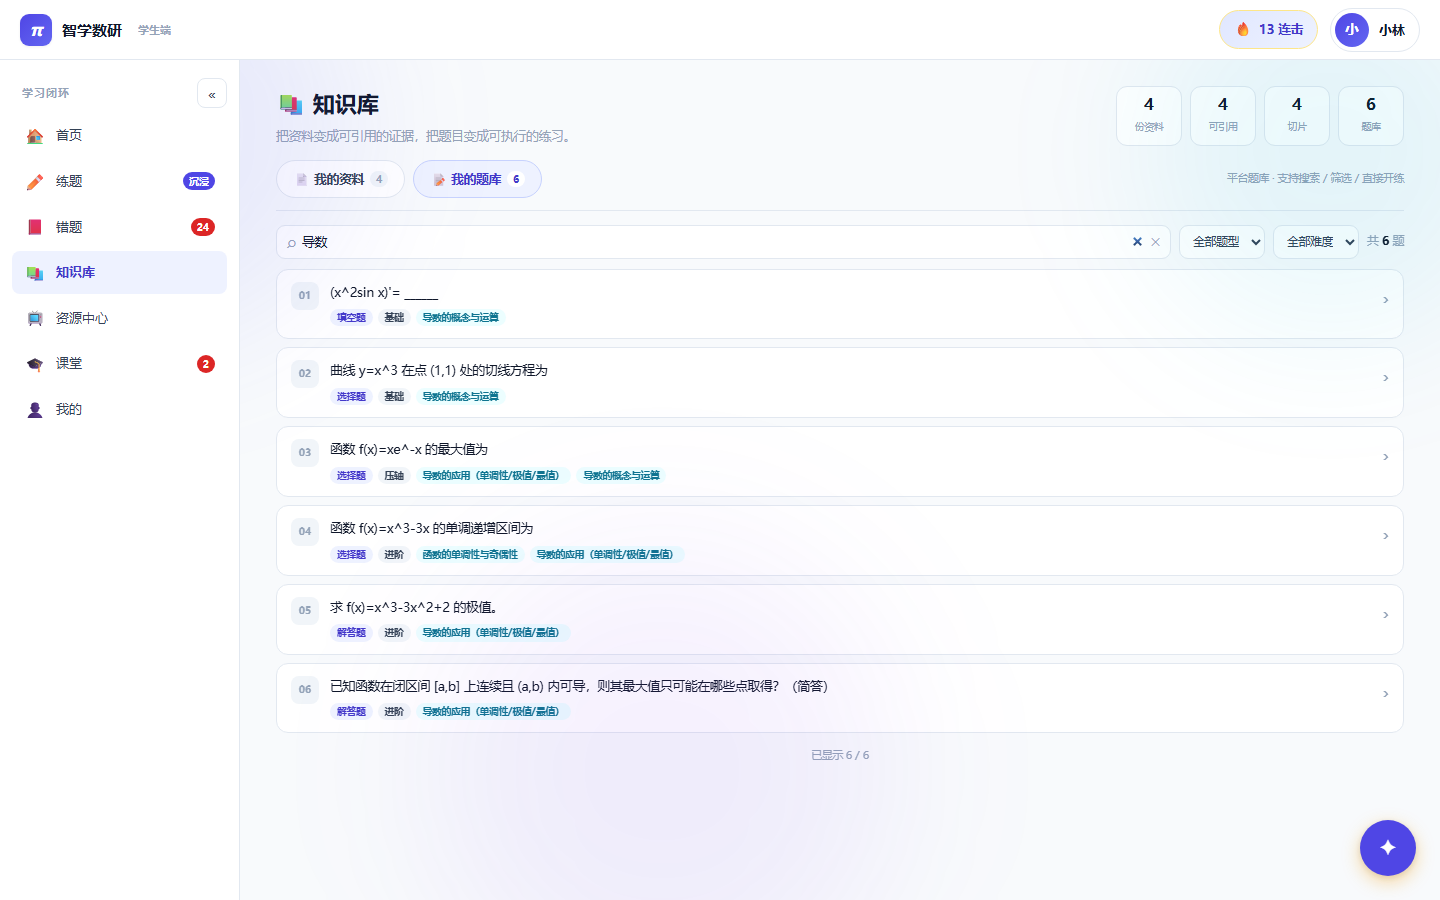 π 智学数研 学生端
13 连击
小 小林
学习闭环 «
首页
练题 沉浸
错题 24
知识库
资源中心
课堂 2
我的
知识库
把资料变成可引用的证据，把题目变成可执行的练习。
4 份资料
4 可引用
4 切片
6 题库
我的资料 4
我的题库 6
平台题库 · 支持搜索 / 筛选 / 直接开练
导数
全部题型
全部难度
共 6 题
01 (x^2sin x)'= ______
填空题 基础 导数的概念与运算
02 曲线 y=x^3 在点 (1,1) 处的切线方程为
选择题 基础 导数的概念与运算
03 函数 f(x)=xe^-x 的最大值为
选择题 压轴 导数的应用（单调性/极值/最值） 导数的概念与运算
04 函数 f(x)=x^3-3x 的单调递增区间为
选择题 进阶 函数的单调性与奇偶性 导数的应用（单调性/极值/最值）
05 求 f(x)=x^3-3x^2+2 的极值。
解答题 进阶 导数的应用（单调性/极值/最值）
06 已知函数在闭区间 [a,b] 上连续且 (a,b) 内可导，则其最大值只可能在哪些点取得？（简答）
解答题 进阶 导数的应用（单调性/极值/最值）
已显示 6 / 6